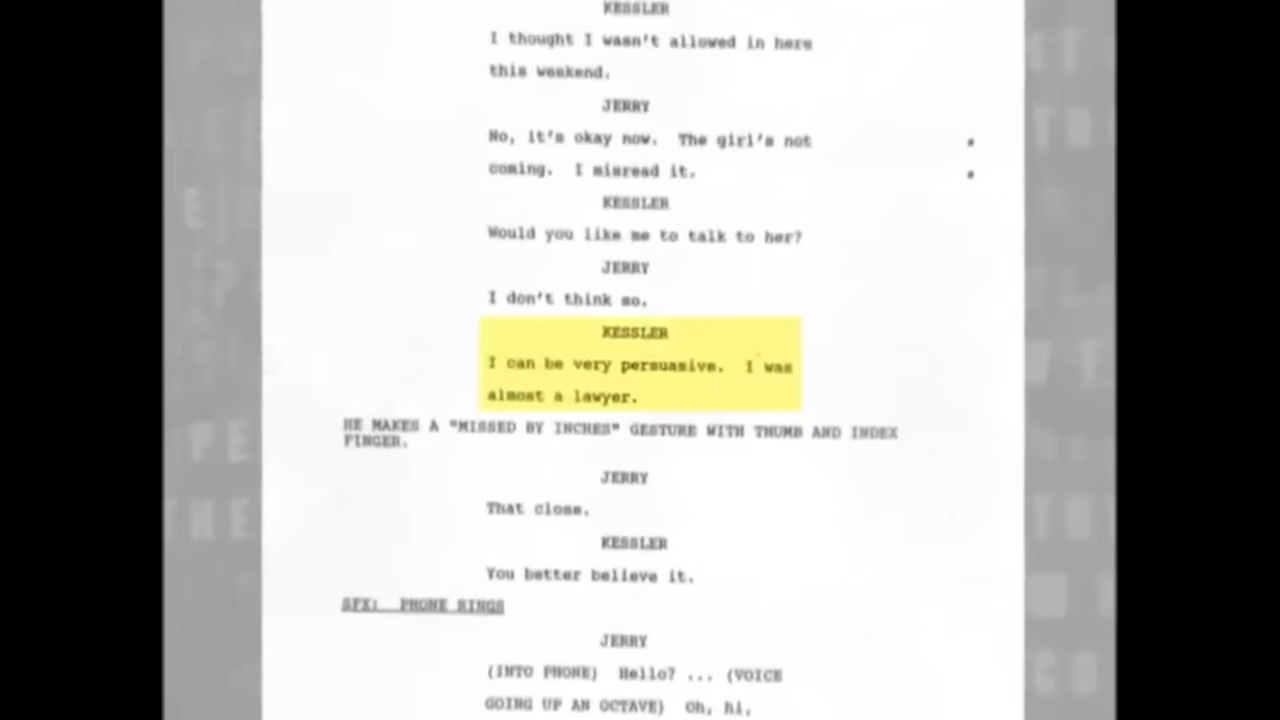 KESSLER
I thought I wasn't allowed in here
this weekend.
JERRY
No, it's okay now. The girl's not *
coming. I misread it. *
KESSLER
Would you like me to talk to her?
JERRY
I don't think so.
KESSLER
I can be very persuasive. I was
almost a lawyer.
HE MAKES A "MISSED BY INCHES" GESTURE WITH THUMB AND INDEX
FINGER.
JERRY
That close.
KESSLER
You better believe it.
SFX: PHONE RINGS
JERRY
(INTO PHONE) Hello? ... (VOICE
GOING UP AN OCTAVE) Oh, hi,